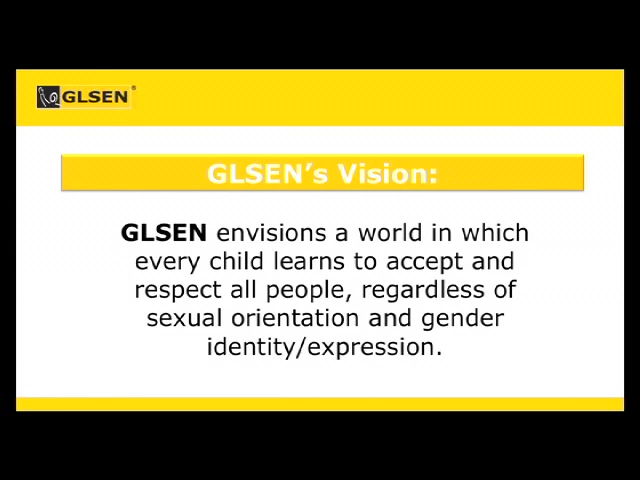 GLSEN®
GLSEN's Vision:
GLSEN envisions a world in which
every child learns to accept and
respect all people, regardless of
sexual orientation and gender
identity/expression.